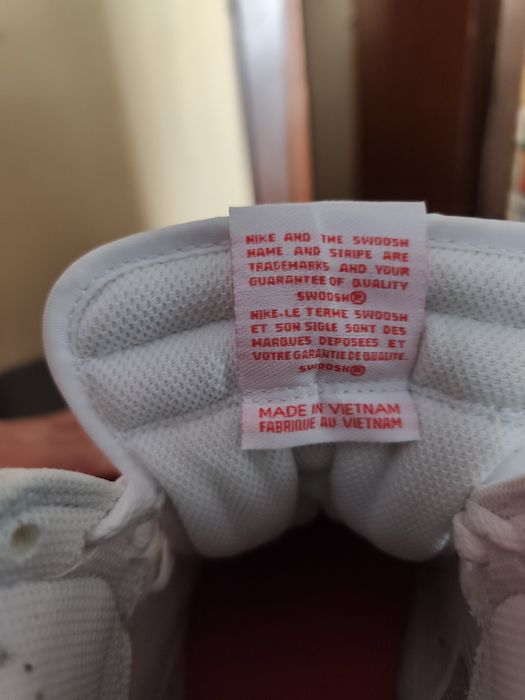 NIKE AND THE SWOOSH
NAME AND STRIPE ARE
TRADEMARKS AND YOUR
GUARANTEE OF QUALITY
SWOOSH®
NIKE-LE TERME SWOOSH
ET SON SIGLE SONT DES
MARQUES DEPOSEES ET
VOTRE GARANTIE DE QUALITE.
SWOOSH®
MADE IN VIETNAM
FABRIQUE AU VIETNAM